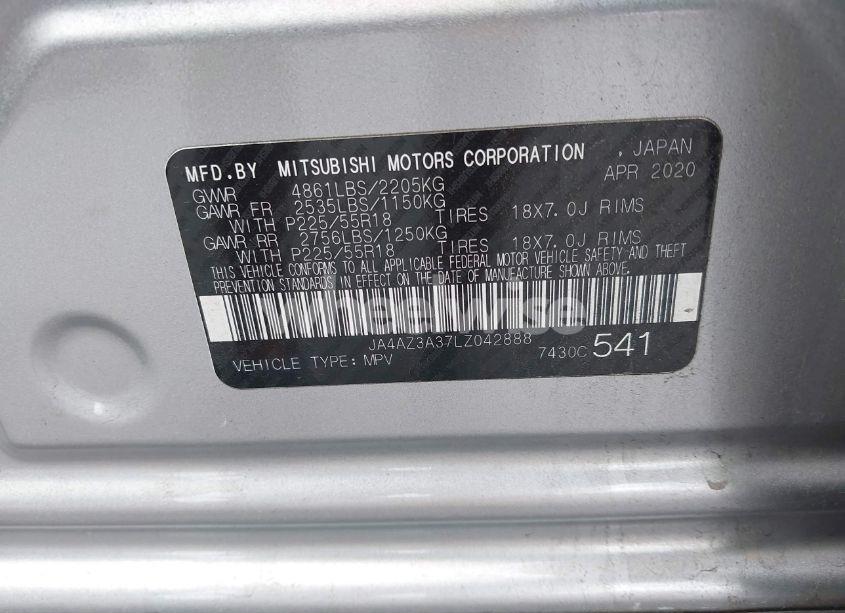 MFD.BY MITSUBISHI MOTORS CORPORATION , JAPAN
GVWR 4861LBS/2205KG APR 2020
GAWR FR 2535LBS/1150KG
WITH P225/55R18 TIRES 18X7.0J RIMS
GAWR RR 2756LBS/1250KG
WITH P225/55R18 TIRES 18X7.0J RIMS
THIS VEHICLE CONFORMS TO ALL APPLICABLE FEDERAL MOTOR VEHICLE SAFETY AND THEFT
PREVENTION STANDARDS IN EFFECT ON THE DATE OF MANUFACTURE SHOWN ABOVE.
JA4AZ3A37LZ042888
VEHICLE TYPE: MPV 7430C 541